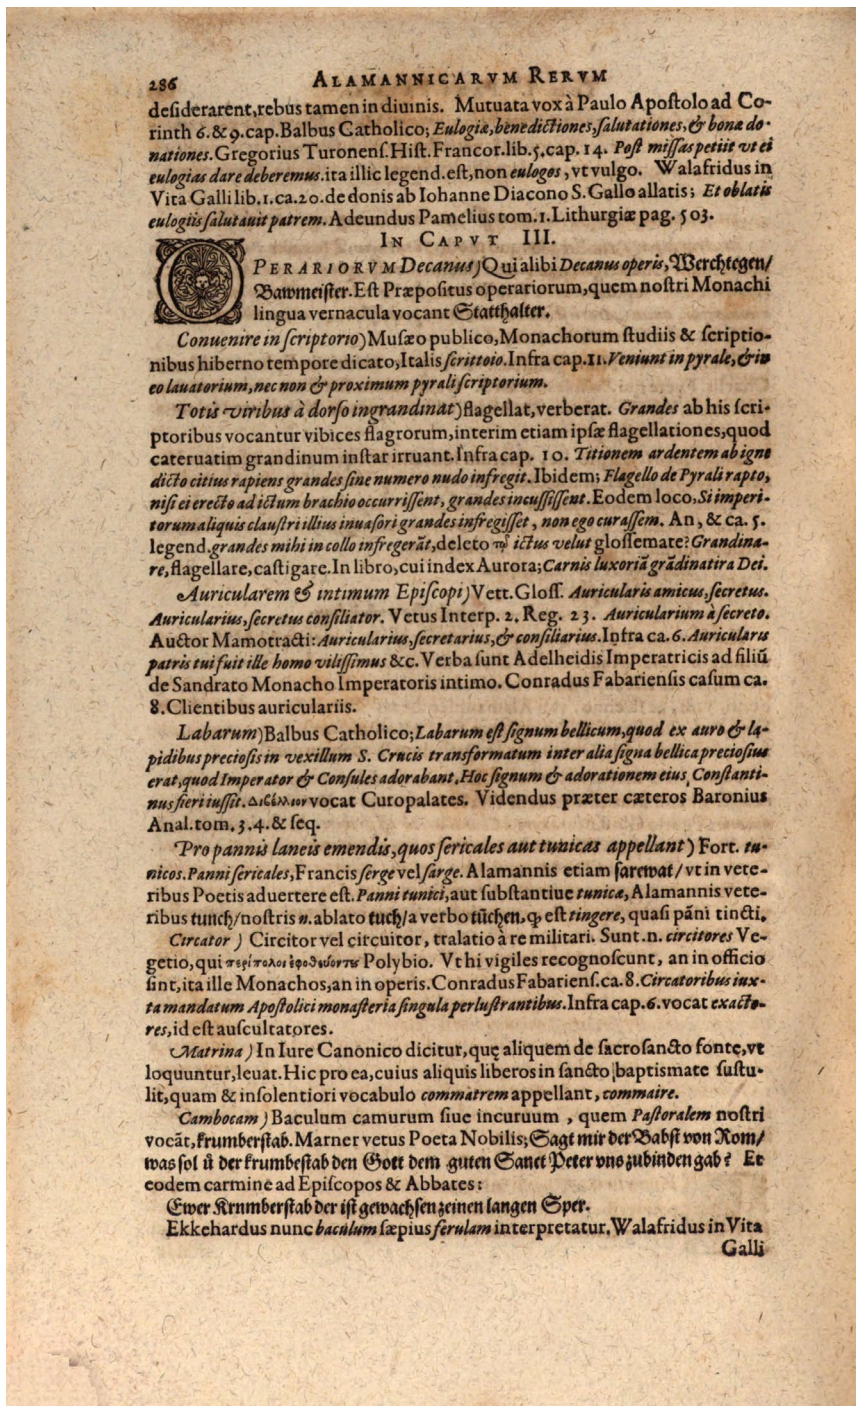 286 ALAMANNICARVM RERVM
desiderarent, rebus tamen in diuinis. Mutuata vox à Paulo Apostolo ad Co-
rinth 6. & 9. cap. Balbus Catholico; Eulogiæ, benedictiones, salutationes, & bonæ do-
nationes. Gregorius Turonens. Hist. Francor. lib. 5. cap. 14. Post missas petiit vt ei
eulogias dare deberemus. ita illic legend. est, non eulogos, vt vulgo. Walafridus in
Vita Galli lib. 1. ca. 20. de donis ab Iohanne Diacono S. Gallo allatis; Et oblatis
eulogiis salutauit patrem. Adeundus Pamelius tom. 1. Lithurgiæ pag. 503.
IN CAPVT III.
OPERARIORVM Decanus) Qui alibi Decanus operis, Werchtegen/
Bawmeister. Est Præpositus operariorum, quem nostri Monachi
lingua vernacula vocant Statthalter.
Conuenire in scriptorio) Musæo publico, Monachorum studiis & scriptio-
nibus hiberno tempore dicato, Italis scrittoio. Infra cap. 11. Veniunt in pyrale, & in
eo lauatorium, nec non & proximum pyrali scriptorium.
Totis viribus à dorso ingrandinat) flagellat, verberat. Grandes ab his scri-
ptoribus vocantur vibices flagrorum, interim etiam ipsæ flagellationes, quod
cateruatim grandinum instar irruant. Infra cap. 10. Titionem ardentem ab igne
dicto citius rapiens grandes sine numero nudo infregit. Ibidem; Flagello de Pyrali rapto,
nisi ei erecto ad ictum brachio occurrissent, grandes incussissent. Eodem loco, Si imperi-
torum aliquis claustri illius inuasori grandes infregisset, non ego curassem. An, & ca. 5.
legend. grandes mihi in collo infregerãt, deleto τῦ ictus velut glossemate? Grandina-
re, flagellare, castigare. In libro, cui index Aurora; Carnis luxoriã grãdinat ira Dei.
Auricularem & intimum Episcopi) Vett. Gloss. Auricularis amicus, secretus.
Auricularius, secretus consiliator. Vetus Interp. 2. Reg. 23. Auricularium à secreto.
Auctor Mamotracti: Auricularius, secretarius, & consiliarius. Infra ca. 6. Auricularis
patris tui fuit ille homo vilissimus &c. Verba sunt Adelheidis Imperatricis ad filiũ
de Sandrato Monacho Imperatoris intimo. Conradus Fabariensis casum ca.
8. Clientibus auriculariis.
Labarum) Balbus Catholico; Labarum est signum bellicum, quod ex auro & la-
pidibus preciosis in vexillum S. Crucis transformatum inter alia signa bellica preciosius
erat, quod Imperator & Consules adorabant. Hoc signum & adorationem eius, Constanti-
nus fieri iussit. Διβέλλιον vocat Curopalates. Videndus præter cæteros Baronius
Anal. tom. 3. 4. & seq.
Pro pannis laneis emendis, quos sericales aut tunicas appellant) Fort. tu-
nicos. Panni sericales, Francis serge vel sarge. Alamannis etiam sarewat/ vt in vete-
ribus Poetis aduertere est. Panni tunici, aut substantiue tunicæ, Alamannis vete-
ribus tunch/ nostris n. ablato tuch/ a verbo tüchen, ꝙ est tingere, quasi pãni tincti.
Circator) Circitor vel circuitor, tralatio à re militari. Sunt. n. circitores Ve-
getio, qui περίπολοι ἐφοδεύοντες Polybio. Vt hi vigiles recognoscunt, an in officio
sint, ita ille Monachos, an in operis. Conradus Fabariens. ca. 8. Circatoribus iux-
ta mandatum Apostolici monasteria singula perlustrantibus. Infra cap. 6. vocat exacto-
res, id est auscultatores.
Matrina) In Iure Canonico dicitur, quę aliquem de sacrosancto fonte, vt
loquuntur, leuat. Hic pro ea, cuius aliquis liberos in sancto baptismate sustu-
lit, quam & insolentiori vocabulo commatrem appellant, commaire.
Cambocam) Baculum camurum siue incuruum, quem Pastoralem nostri
vocãt, krumberstab. Marner vetus Poeta Nobilis; Sagt mir der Babst von Rom/
was sol ü der krumbestab den Gott dem guten Sanct Peter vns zubinden gab? Et
eodem carmine ad Episcopos & Abbates:
Ewer Krnmberstab der ist gewachsen zeinen langen Sper.
Ekkehardus nunc baculum sæpius ferulam interpretatur. Walafridus in Vita
Galli